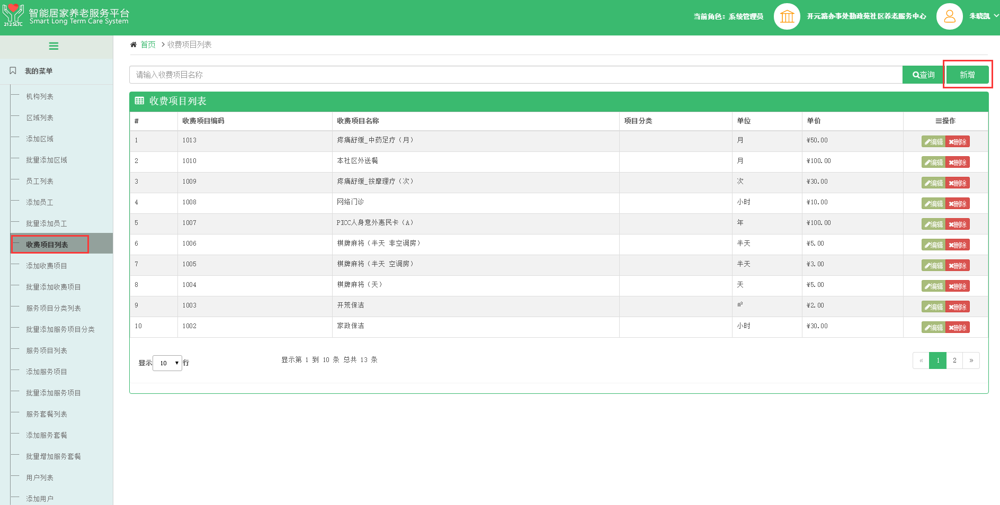 智能居家养老服务平台
Smart Long Term Care System
212 SLTC
当前角色: 系统管理员
开元路办事处勤政苑社区养老服务中心
朱晓凯
我的菜单
机构列表
区域列表
添加区域
批量添加区域
员工列表
添加员工
批量添加员工
收费项目列表
添加收费项目
批量添加收费项目
服务项目分类列表
批量添加服务项目分类
服务项目列表
添加服务项目
批量添加服务项目
服务套餐列表
添加服务套餐
批量增加服务套餐
用户列表
添加用户
首页 > 收费项目列表
请输入收费项目名称 查询 新增
收费项目列表
# 收费项目编码 收费项目名称 项目分类 单位 单价 操作
1 1013 疼痛舒缓_中药足疗（月） 月 ¥50.00 编辑 删除
2 1010 本社区外送餐 月 ¥100.00 编辑 删除
3 1009 疼痛舒缓_按摩理疗（次） 次 ¥30.00 编辑 删除
4 1008 网络门诊 小时 ¥10.00 编辑 删除
5 1007 PICC人身意外惠民卡（A） 年 ¥100.00 编辑 删除
6 1006 棋牌麻将（半天 非空调房） 半天 ¥5.00 编辑 删除
7 1005 棋牌麻将（半天 空调房） 半天 ¥3.00 编辑 删除
8 1004 棋牌麻将（天） 天 ¥5.00 编辑 删除
9 1003 开荒保洁 ㎡ ¥2.00 编辑 删除
10 1002 家政保洁 小时 ¥30.00 编辑 删除
显示 10 行 显示第 1 到 10 条 总共 13 条 « 1 2 »